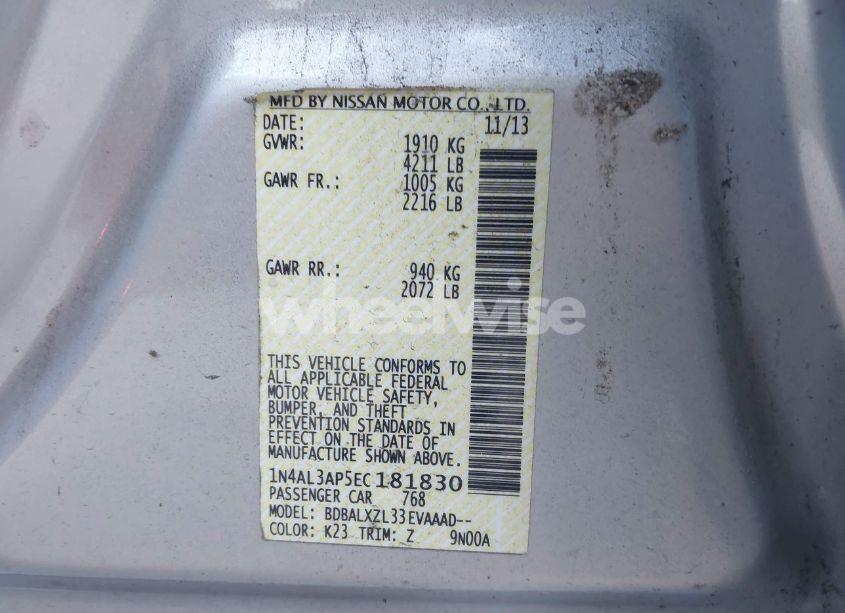 MFD BY NISSAN MOTOR CO.,LTD.
DATE: 11/13
GVWR: 1910 KG
4211 LB
GAWR FR.: 1005 KG
2216 LB
GAWR RR.: 940 KG
2072 LB
wheelwise
THIS VEHICLE CONFORMS TO
ALL APPLICABLE FEDERAL
MOTOR VEHICLE SAFETY,
BUMPER, AND THEFT
PREVENTION STANDARDS IN
EFFECT ON THE DATE OF
MANUFACTURE SHOWN ABOVE.
1N4AL3AP5EC181830
PASSENGER CAR 768
MODEL: BDBALXZL33EVAAAD--
COLOR: K23 TRIM: Z 9N00A